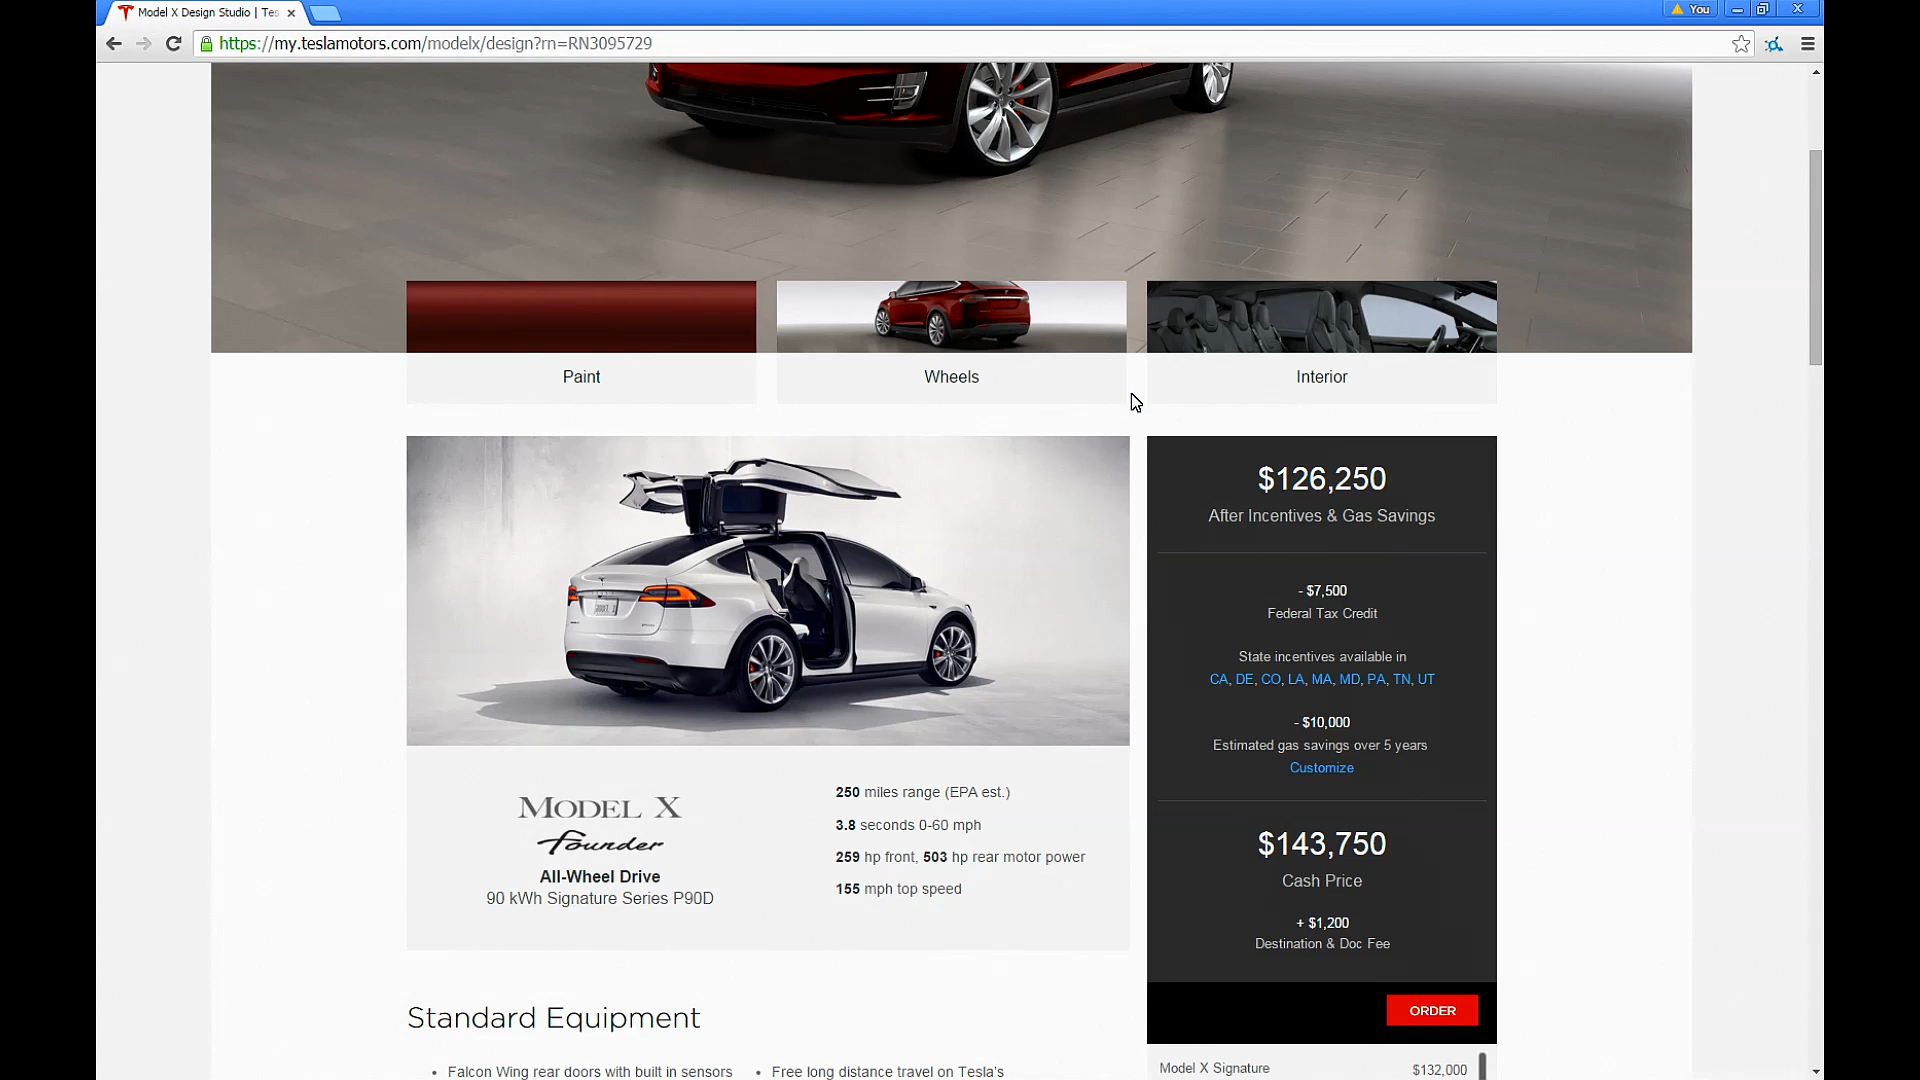 Model X Design Studio | Tes
You
https://my.teslamotors.com/modelx/design?rn=RN3095729
Paint
Wheels
Interior
$126,250
After Incentives & Gas Savings
- $7,500
Federal Tax Credit
State incentives available in
CA, DE, CO, LA, MA, MD, PA, TN, UT
- $10,000
Estimated gas savings over 5 years
Customize
MODEL X
Founder
All-Wheel Drive
90 kWh Signature Series P90D
250 miles range (EPA est.)
3.8 seconds 0-60 mph
259 hp front, 503 hp rear motor power
155 mph top speed
$143,750
Cash Price
+ $1,200
Destination & Doc Fee
ORDER
Standard Equipment
• Falcon Wing rear doors with built in sensors
• Free long distance travel on Tesla's
Model X Signature $132,000